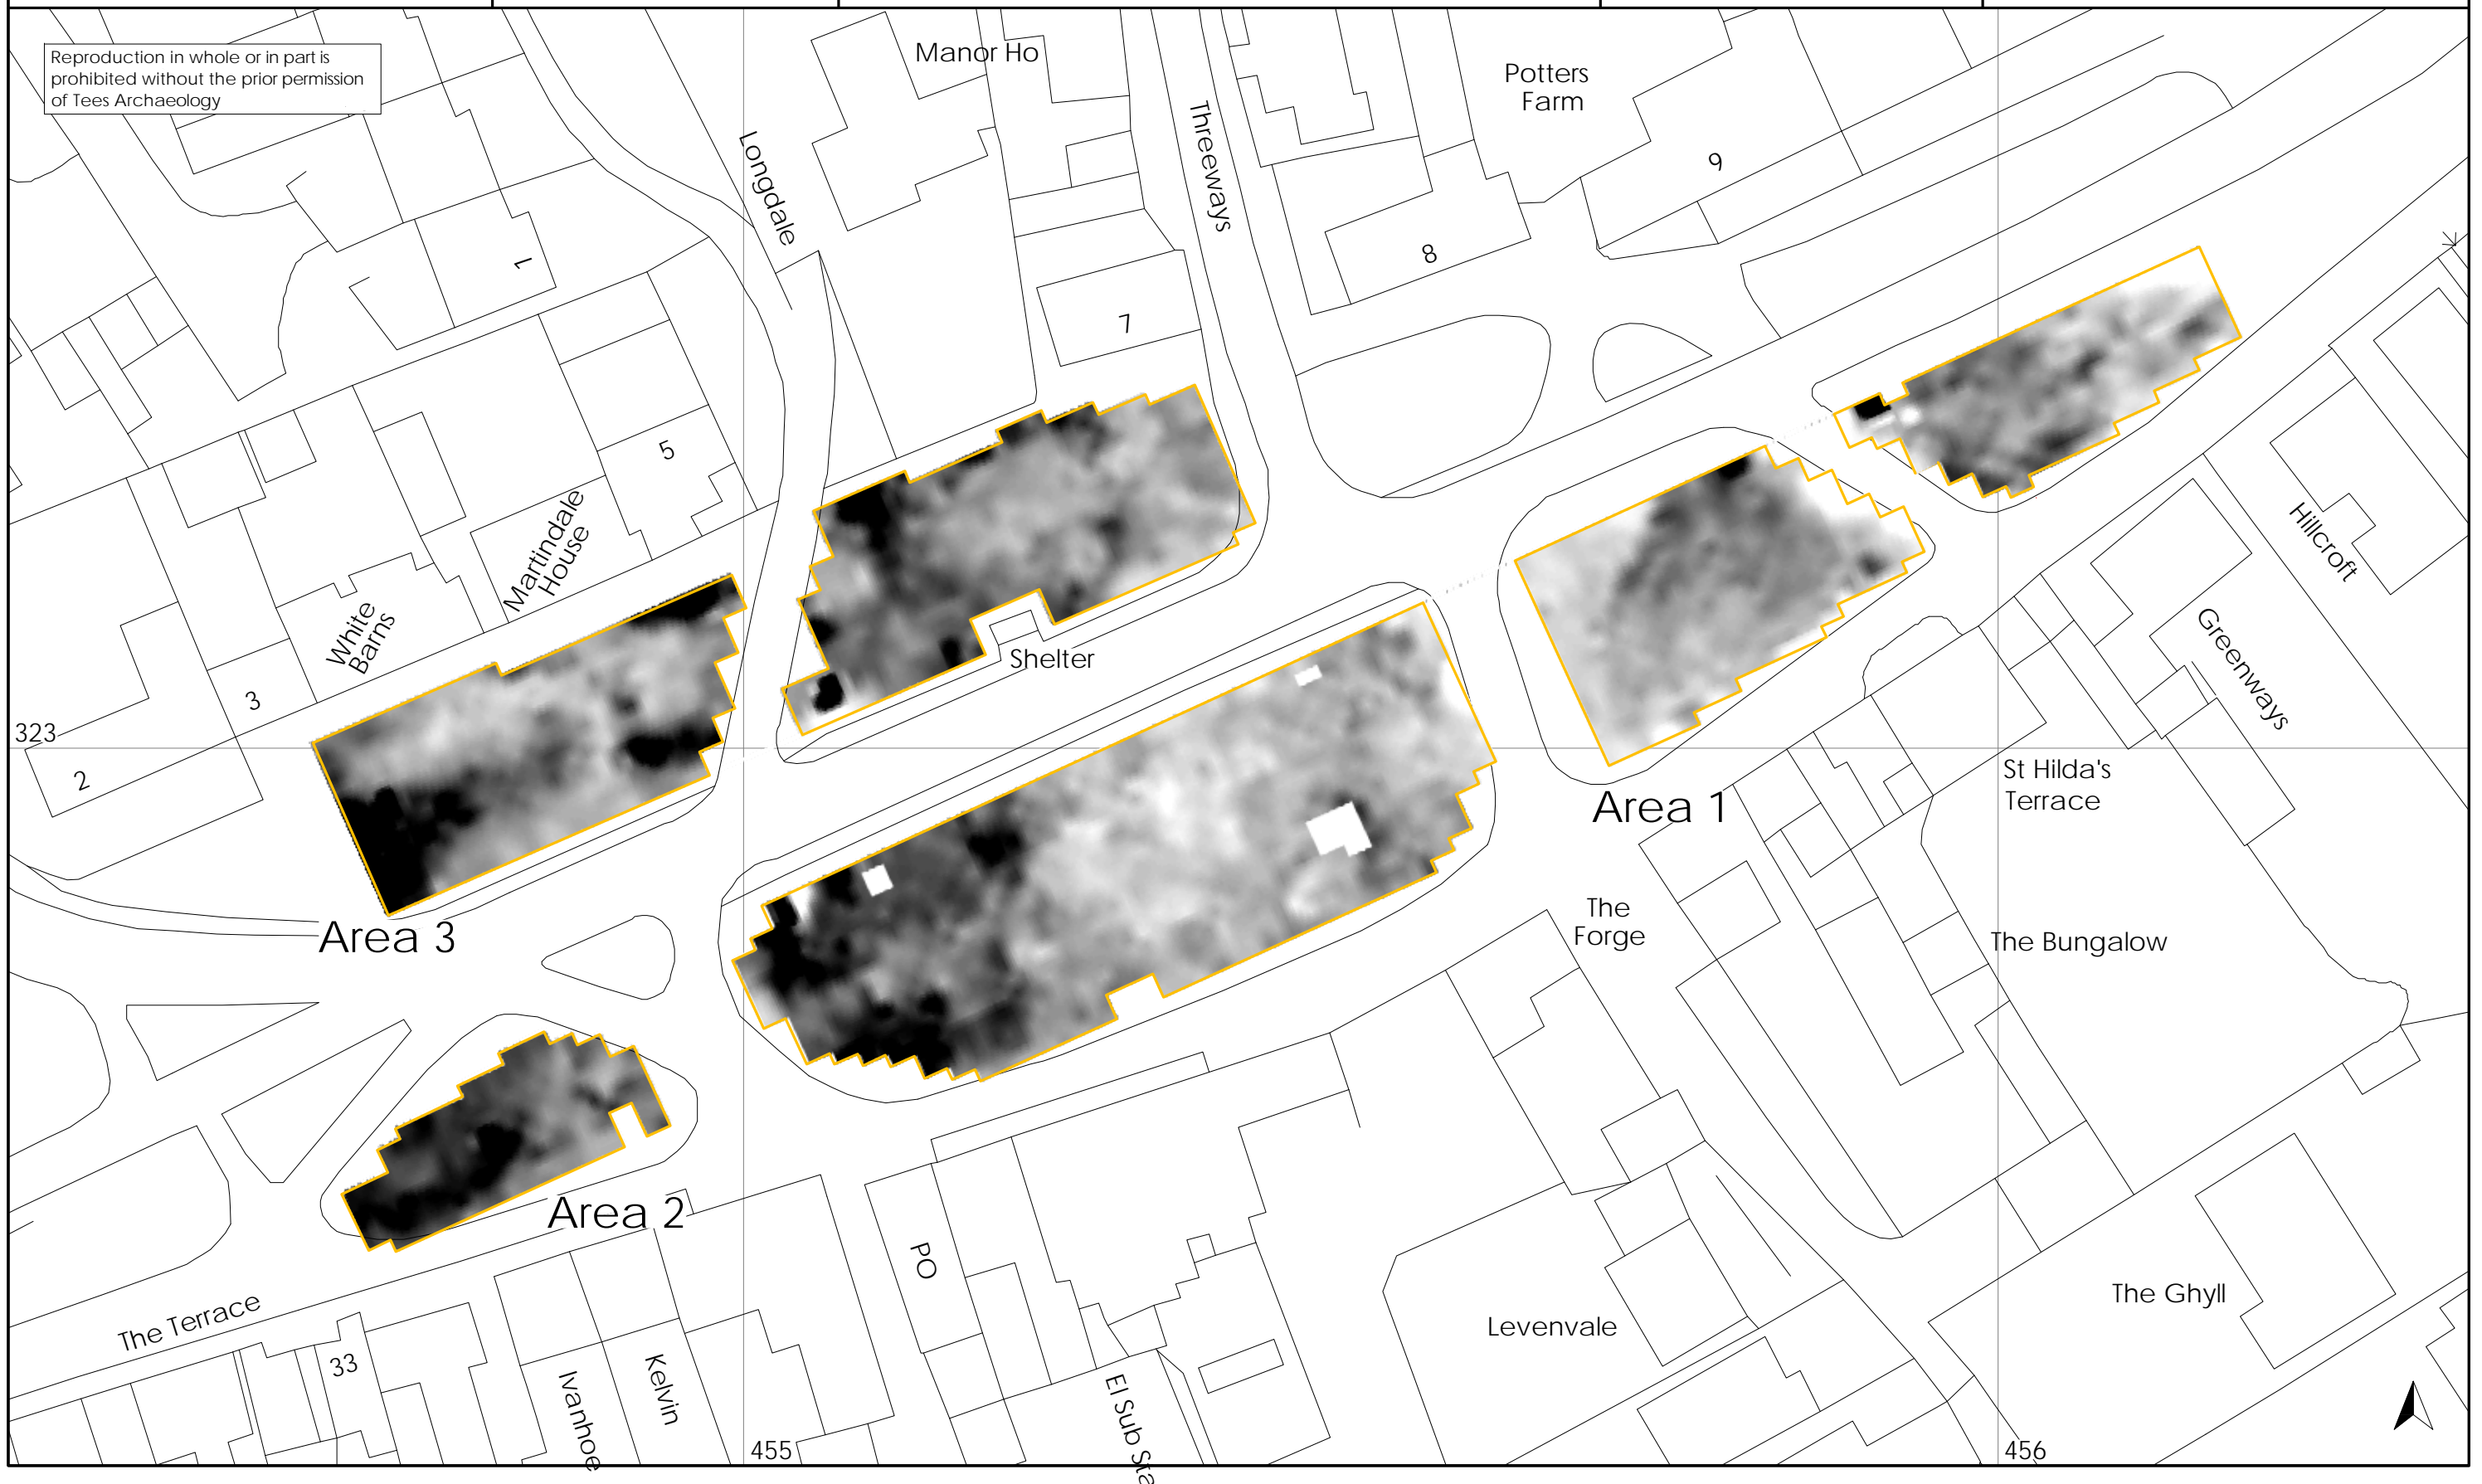 Reproduction in whole or in part is
prohibited without the prior permission
of Tees Archaeology
Manor Ho
Potters
Farm
Longdale
Threeways
9
8
1
7
5
Martindale
House
White
Barns
3
2
323
Shelter
Hillcroft
Greenways
St Hilda's
Terrace
Area 1
The
Forge
The Bungalow
Area 3
Area 2
The Terrace
33
Ivanhoe
Kelvin
PO
El Sub Sta
Levenvale
The Ghyll
455
456